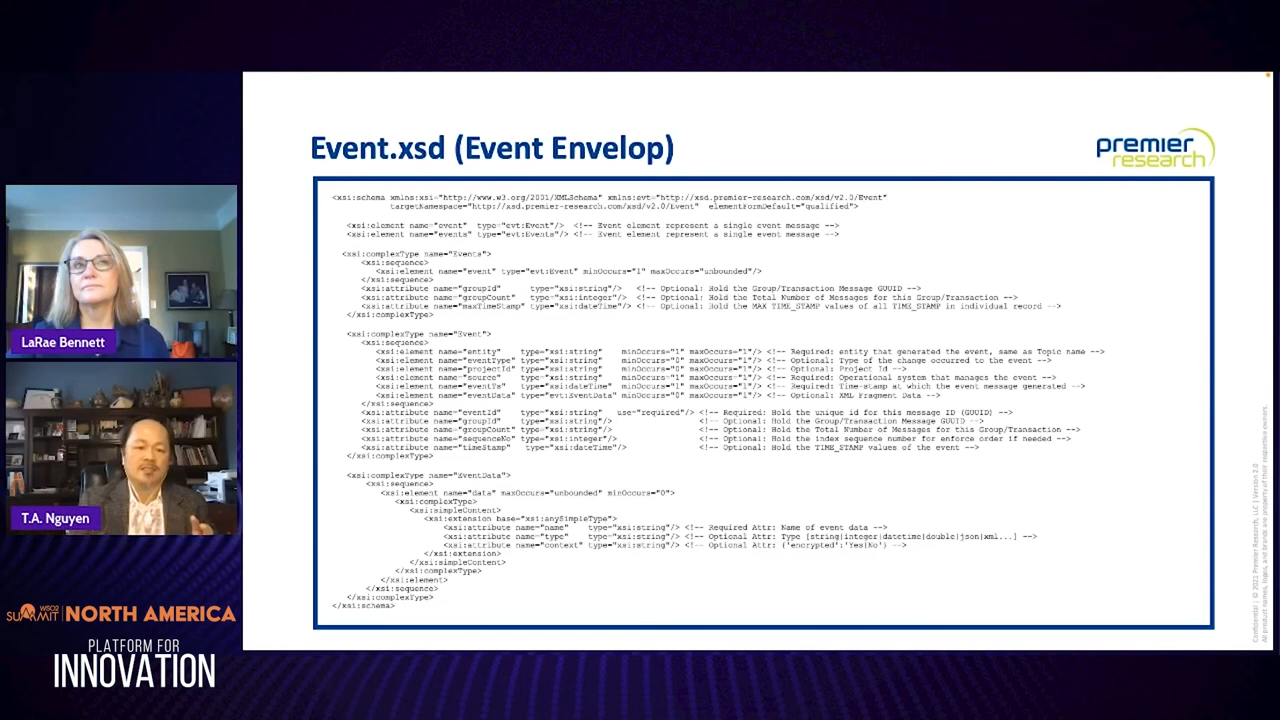 Event.xsd (Event Envelop)
premier
research
<xsi:schema xmlns:xsi="http://www.w3.org/2001/XMLSchema" xmlns:evt="http://xsd.premier-research.com/xsd/v2.0/Event"
targetNamespace="http://xsd.premier-research.com/xsd/v2.0/Event" elementFormDefault="qualified">
<xsi:element name="event" type="evt:Event"/> <!-- Event element represent a single event message -->
<xsi:element name="events" type="evt:Events"/> <!-- Event element represent a single event message -->
<xsi:complexType name="Events">
<xsi:sequence>
<xsi:element name="event" type="evt:Event" minOccurs="1" maxOccurs="unbounded"/>
</xsi:sequence>
<xsi:attribute name="groupId" type="xsi:string"/> <!-- Optional: Hold the Group/Transaction Message GUUID -->
<xsi:attribute name="groupCount" type="xsi:integer"/> <!-- Optional: Hold the Total Number of Messages for this Group/Transaction -->
<xsi:attribute name="maxTimeStamp" type="xsi:dateTime"/> <!-- Optional: Hold the MAX TIME_STAMP values of all TIME_STAMP in individual record -->
</xsi:complexType>
<xsi:complexType name="Event">
<xsi:sequence>
<xsi:element name="entity" type="xsi:string" minOccurs="1" maxOccurs="1"/> <!-- Required: entity that generated the event, same as Topic name -->
<xsi:element name="eventType" type="xsi:string" minOccurs="0" maxOccurs="1"/> <!-- Optional: Type of the change occurred to the event -->
<xsi:element name="projectId" type="xsi:string" minOccurs="0" maxOccurs="1"/> <!-- Optional: Project Id -->
<xsi:element name="source" type="xsi:string" minOccurs="1" maxOccurs="1"/> <!-- Required: Operational system that manages the event -->
<xsi:element name="eventTs" type="xsi:dateTime" minOccurs="1" maxOccurs="1"/> <!-- Required: Time-stamp at which the event message generated -->
<xsi:element name="eventData" type="evt:EventData" minOccurs="0" maxOccurs="1"/> <!-- Optional: XML Fragment Data -->
</xsi:sequence>
<xsi:attribute name="eventId" type="xsi:string" use="required"/> <!-- Required: Hold the unique id for this message ID (GUUID) -->
<xsi:attribute name="groupId" type="xsi:string"/> <!-- Optional: Hold the Group/Transaction Message GUUID -->
<xsi:attribute name="groupCount" type="xsi:string"/> <!-- Optional: Hold the Total Number of Messages for this Group/Transaction -->
<xsi:attribute name="sequenceNo" type="xsi:integer"/> <!-- Optional: Hold the index sequence number for enforce order if needed -->
<xsi:attribute name="timeStamp" type="xsi:dateTime"/> <!-- Optional: Hold the TIME_STAMP values of the event -->
</xsi:complexType>
<xsi:complexType name="EventData">
<xsi:sequence>
<xsi:element name="data" maxOccurs="unbounded" minOccurs="0">
<xsi:complexType>
<xsi:simpleContent>
<xsi:extension base="xsi:anySimpleType">
<xsi:attribute name="name" type="xsi:string"/> <!-- Required Attr: Name of event data -->
<xsi:attribute name="type" type="xsi:string"/> <!-- Optional Attr: Type [string|integer|datetime|double|json|xml...] -->
<xsi:attribute name="context" type="xsi:string"/> <!-- Optional Attr: {'encrypted':'Yes|No'} -->
</xsi:extension>
</xsi:simpleContent>
</xsi:complexType>
</xsi:element>
</xsi:sequence>
</xsi:complexType>
</xsi:schema>
Confidential | © 2021 Premier Research, LLC | Version 2.0
All product names, logos, and brands are property of their respective owners.
LaRae Bennett
T.A. Nguyen
WSO2
SUMMIT NORTH AMERICA
PLATFORM FOR
INNOVATION